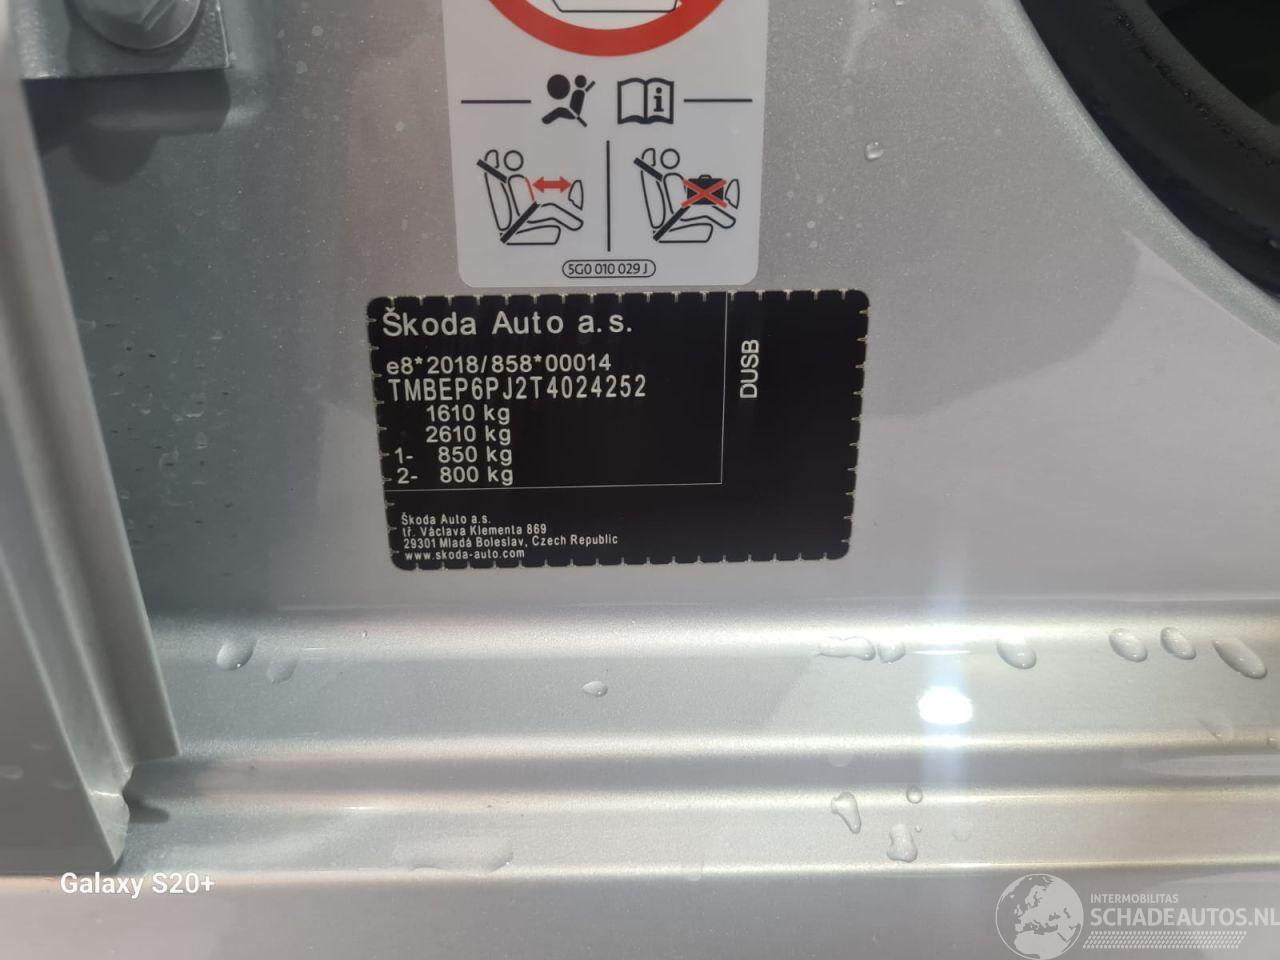 5G0 010 029 J
Škoda Auto a.s.
e8*2018/858*00014
TMBEP6PJ2T4024252
1610 kg
2610 kg
1- 850 kg
2- 800 kg
DUSB
Škoda Auto a.s.
tř. Václava Klementa 869
29301 Mladá Boleslav, Czech Republic
www.skoda-auto.com
Galaxy S20+
INTERMOBILITAS
SCHADEAUTOS.NL